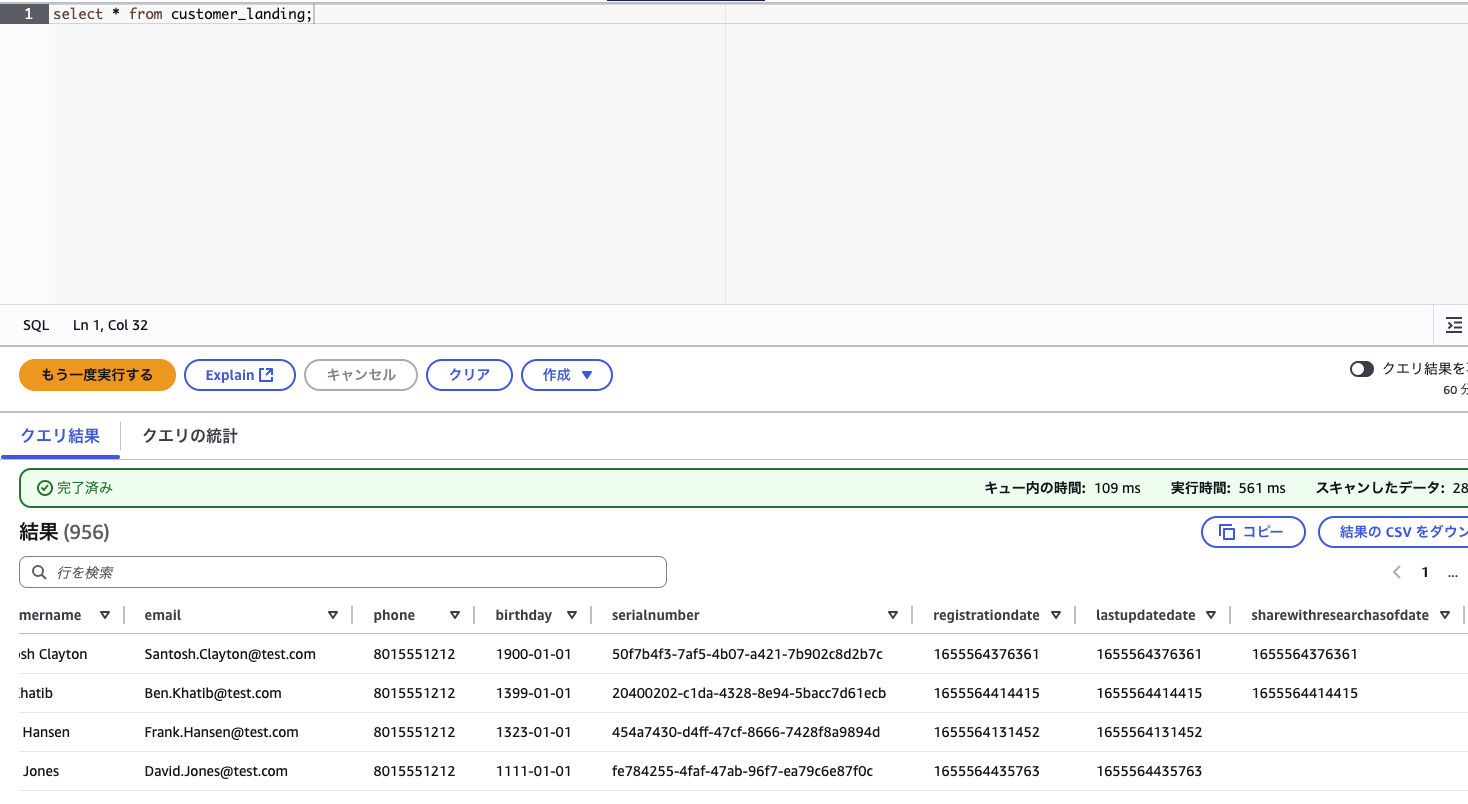 1 select * from customer_landing;
SQL Ln 1, Col 32
もう一度実行する Explain キャンセル クリア 作成 クエリ結果を
60 分
クエリ結果 クエリの統計
完了済み キュー内の時間: 109 ms 実行時間: 561 ms スキャンしたデータ: 28
結果 (956) コピー 結果の CSV をダウン
行を検索 1 ...
mername email phone birthday serialnumber registrationdate lastupdatedate sharewithresearchasofdate
sh Clayton Santosh.Clayton@test.com 8015551212 1900-01-01 50f7b4f3-7af5-4b07-a421-7b902c8d2b7c 1655564376361 1655564376361 1655564376361
hatib Ben.Khatib@test.com 8015551212 1399-01-01 20400202-c1da-4328-8e94-5bacc7d61ecb 1655564414415 1655564414415 1655564414415
Hansen Frank.Hansen@test.com 8015551212 1323-01-01 454a7430-d4ff-47cf-8666-7428f8a9894d 1655564131452 1655564131452
Jones David.Jones@test.com 8015551212 1111-01-01 fe784255-4faf-47ab-96f7-ea79c6e87f0c 1655564435763 1655564435763